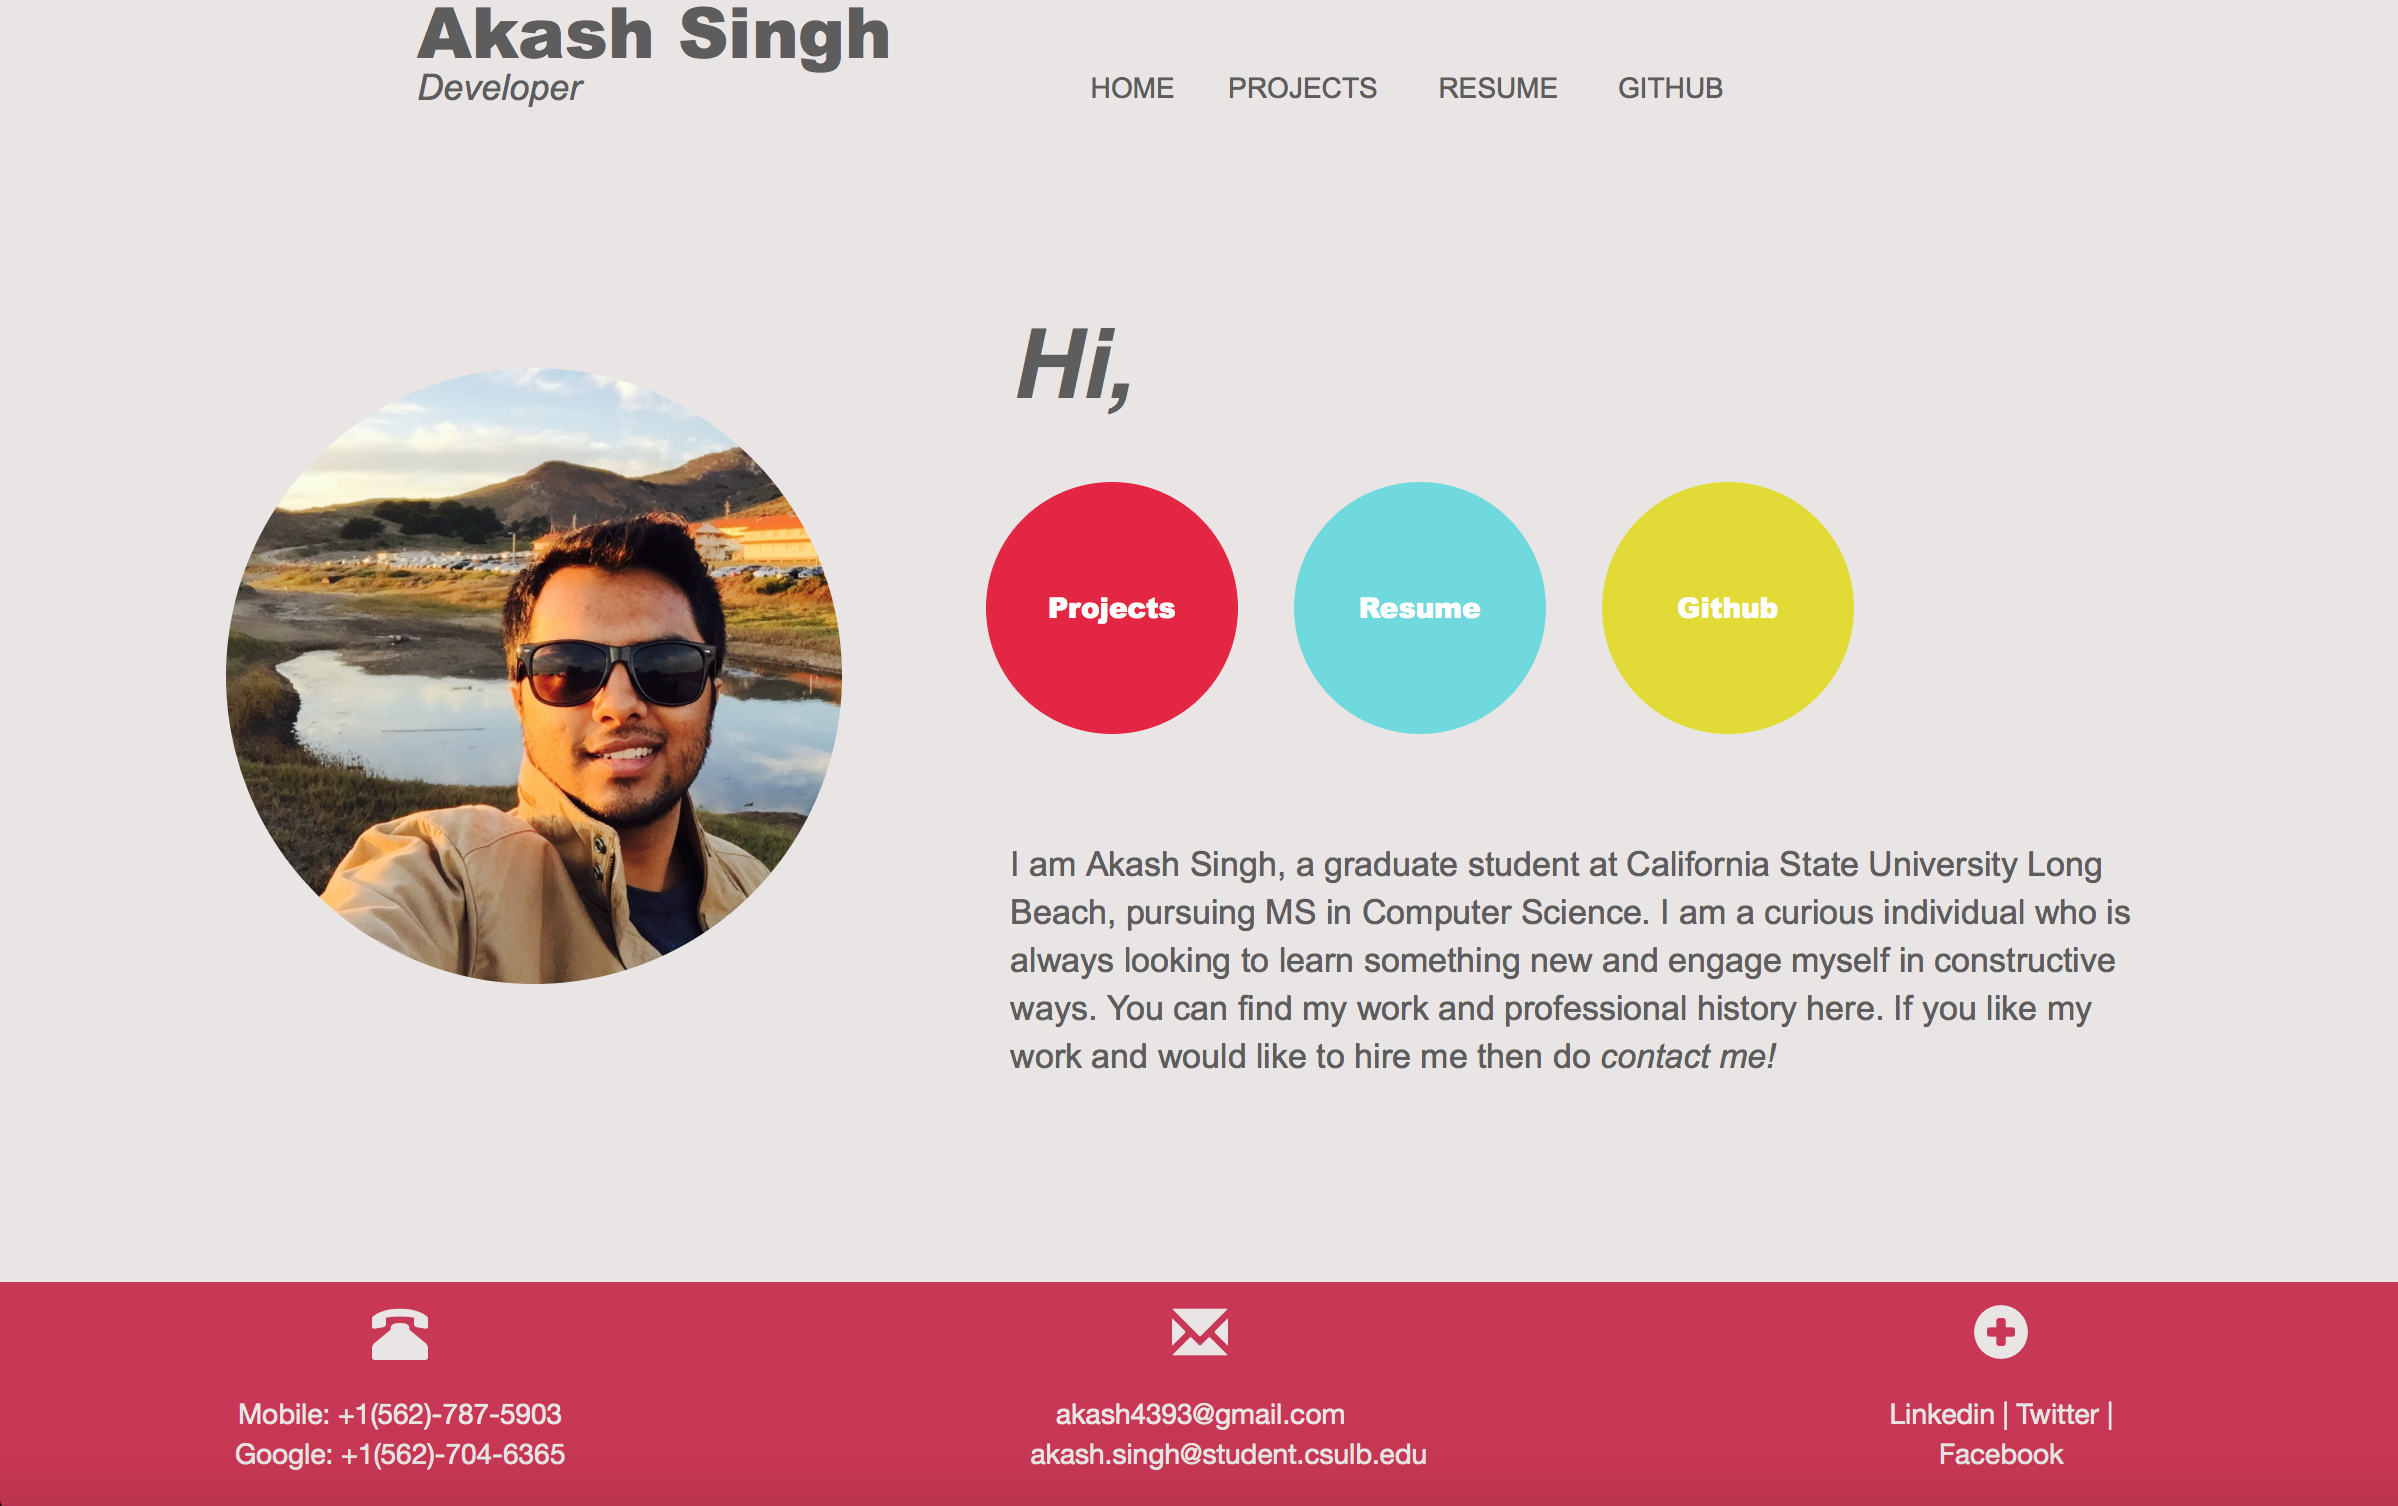 Akash Singh
Developer
HOME PROJECTS RESUME GITHUB
Hi,
Projects Resume Github
I am Akash Singh, a graduate student at California State University Long
Beach, pursuing MS in Computer Science. I am a curious individual who is
always looking to learn something new and engage myself in constructive
ways. You can find my work and professional history here. If you like my
work and would like to hire me then do contact me!
Mobile: +1(562)-787-5903
Google: +1(562)-704-6365
akash4393@gmail.com
akash.singh@student.csulb.edu
Linkedin | Twitter |
Facebook